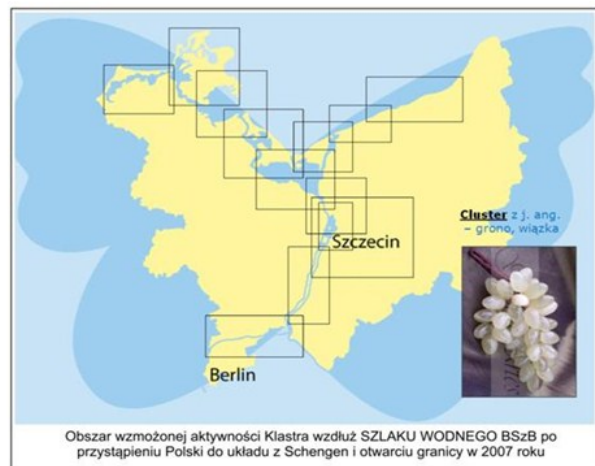 Cluster z j. ang.
– grono, wiązka
Szczecin
Berlin
Obszar wzmożonej aktywności Klastra wzdłuż SZLAKU WODNEGO BSzB po
przystąpieniu Polski do układu z Schengen i otwarciu granicy w 2007 roku